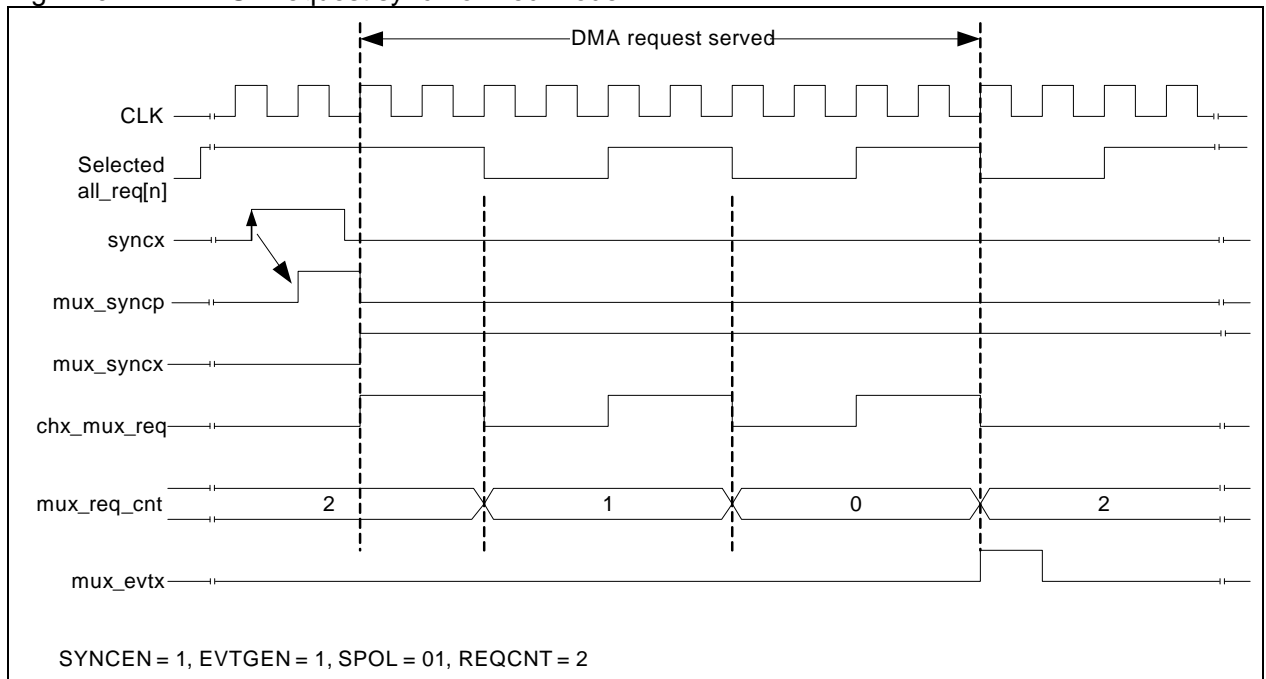 DMA request served
CLK
Selected
all_req[n]
syncx
mux_syncp
mux_syncx
chx_mux_req
mux_req_cnt
2
1
0
2
mux_evtx
SYNCEN = 1, EVTGEN = 1, SPOL = 01, REQCNT = 2